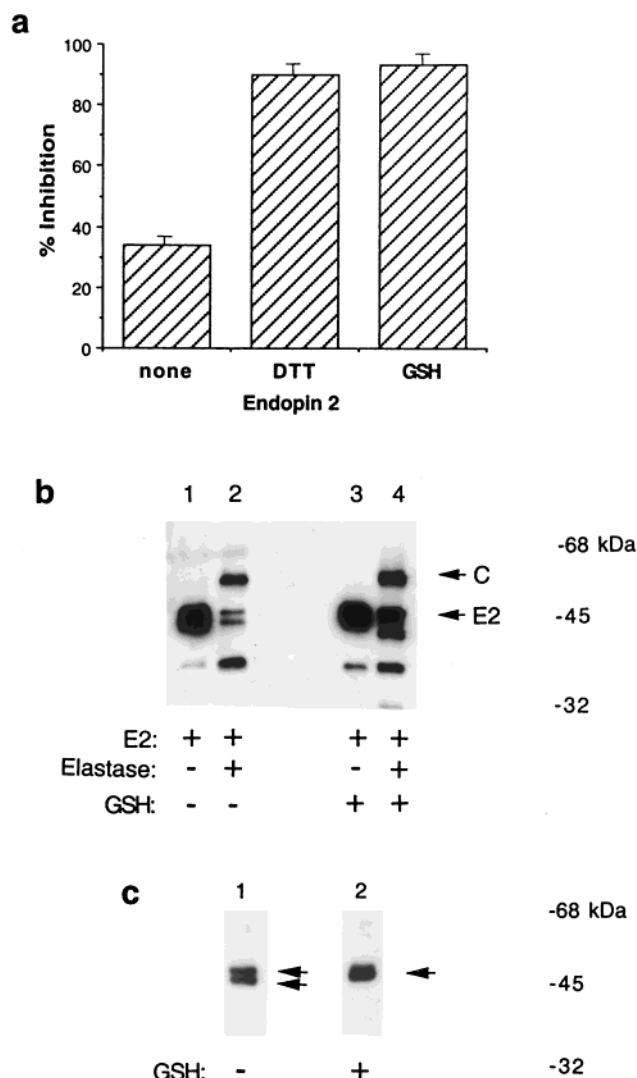 a
% Inhibition
100
80
60
40
20
0
none DTT GSH
Endopin 2
b
1 2 3 4
-68 kDa
C
E2
-45
-32
E2: + + + +
Elastase: - + - +
GSH: - - + +
c
1 2
-68 kDa
-45
GSH: - +
-32